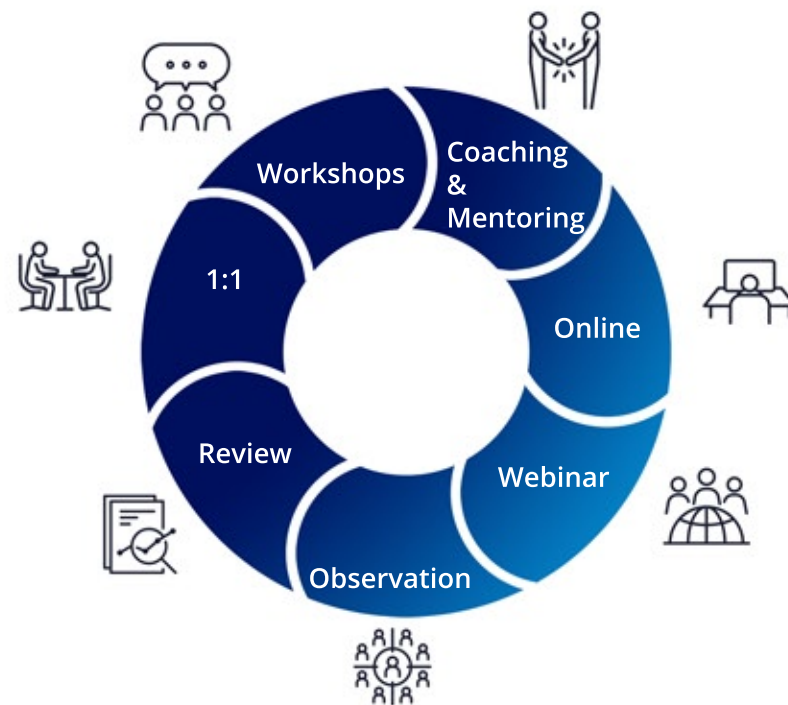 Workshops
Coaching
&
Mentoring
1:1
Online
Review
Webinar
Observation